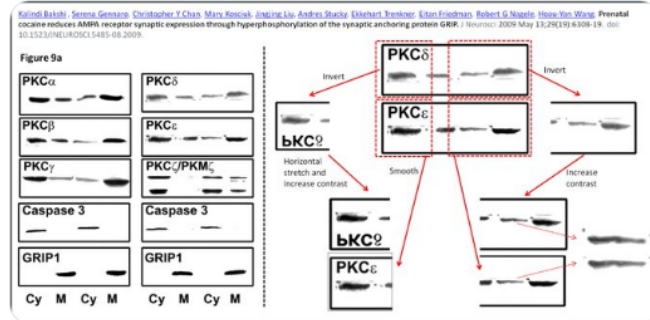 Kalindi Bakshi, Serena Gennaro, Christopher Y Chan, Mary Kosciuk, Jingjing Liu, Andres Stucky, Ekkehart Trenkner, Eitan Friedman, Robert G Nagele, Hoau-Yan Wang. Prenatal
cocaine reduces AMPA receptor synaptic expression through hyperphosphorylation of the synaptic anchoring protein GRIP. J Neurosci 2009 May 13;29(19):6308-19. doi:
10.1523/JNEUROSCI.5485-08.2009.
Figure 9a
PKCα
PKCδ
PKCβ
PKCε
PKCγ
PKCζ/PKMζ
Caspase 3
Caspase 3
GRIP1
GRIP1
Cy M Cy M
Cy M Cy M
PKCδ
Invert
Invert
PKCε
PKCδ
Horizontal
stretch and
Increase contrast
Smooth
Increase
contrast
PKCδ
PKCε